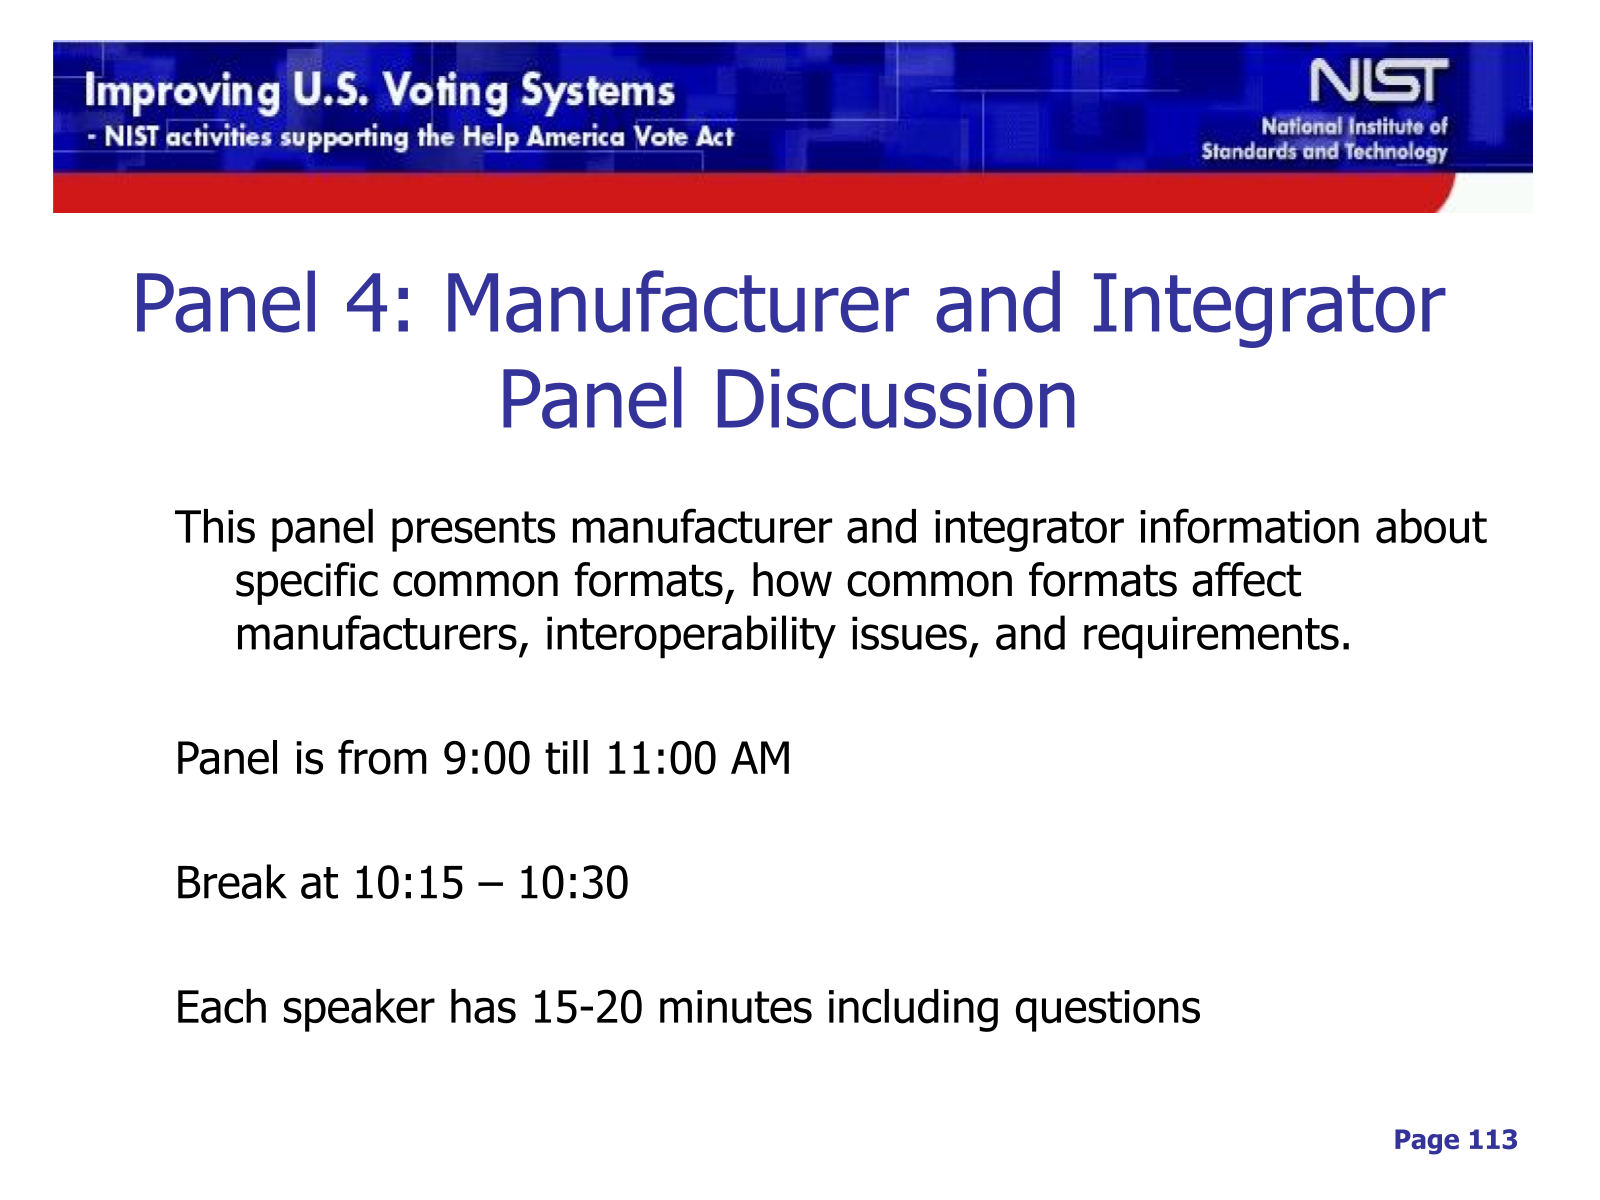 Improving U.S. Voting Systems
- NIST activities supporting the Help America Vote Act
NIST
National Institute of
Standards and Technology
Panel 4: Manufacturer and Integrator
Panel Discussion
This panel presents manufacturer and integrator information about
specific common formats, how common formats affect
manufacturers, interoperability issues, and requirements.
Panel is from 9:00 till 11:00 AM
Break at 10:15 – 10:30
Each speaker has 15-20 minutes including questions
Page 113